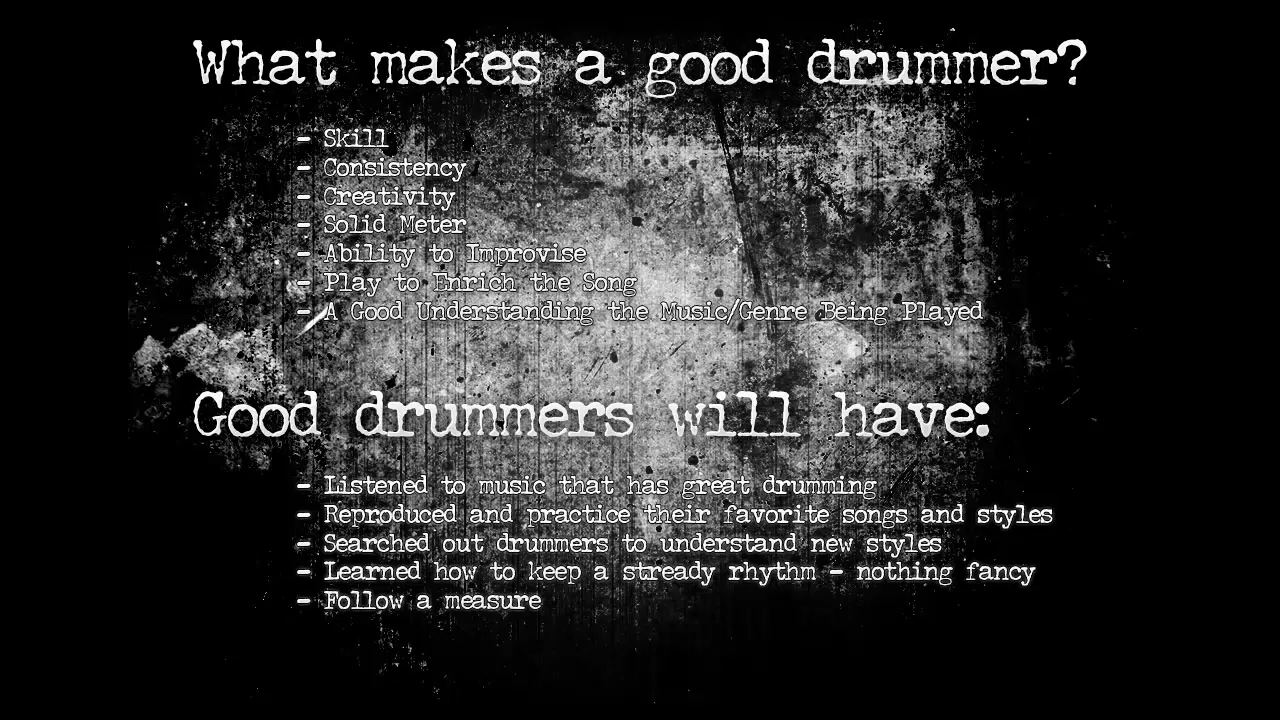 What makes a good drummer?
- Skill
- Consistency
- Creativity
- Solid Meter
- Ability to Improvise
- Play to Enrich the Song
- A Good Understanding the Music/Genre Being Played
Good drummers will have:
- Listened to music that has great drumming
- Reproduced and practice their favorite songs and styles
- Searched out drummers to understand new styles
- Learned how to keep a stready rhythm - nothing fancy
- Follow a measure